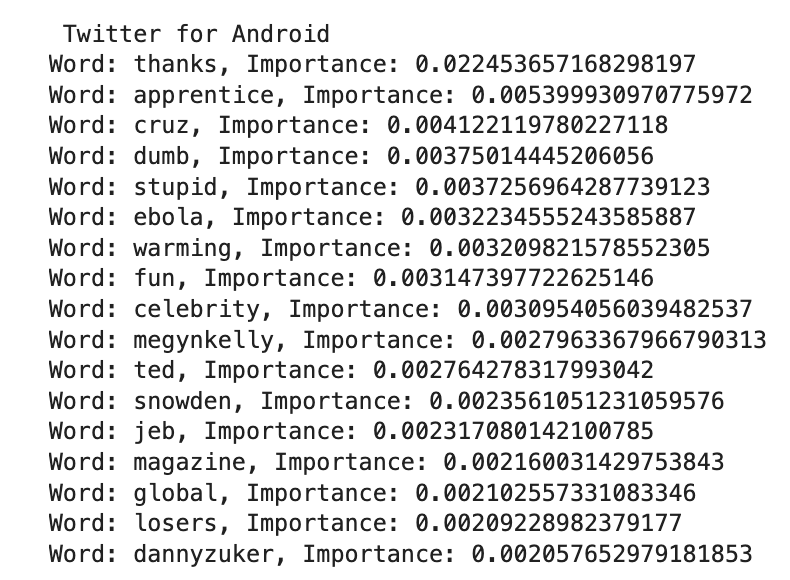 Twitter for Android
Word: thanks, Importance: 0.022453657168298197
Word: apprentice, Importance: 0.005399930970775972
Word: cruz, Importance: 0.004122119780227118
Word: dumb, Importance: 0.00375014445206056
Word: stupid, Importance: 0.0037256964287739123
Word: ebola, Importance: 0.0032234555243585887
Word: warming, Importance: 0.003209821578552305
Word: fun, Importance: 0.003147397722625146
Word: celebrity, Importance: 0.0030954056039482537
Word: megynkelly, Importance: 0.0027963367966790313
Word: ted, Importance: 0.002764278317993042
Word: snowden, Importance: 0.0023561051231059576
Word: jeb, Importance: 0.002317080142100785
Word: magazine, Importance: 0.002160031429753843
Word: global, Importance: 0.002102557331083346
Word: losers, Importance: 0.00209228982379177
Word: dannyzuker, Importance: 0.002057652979181853